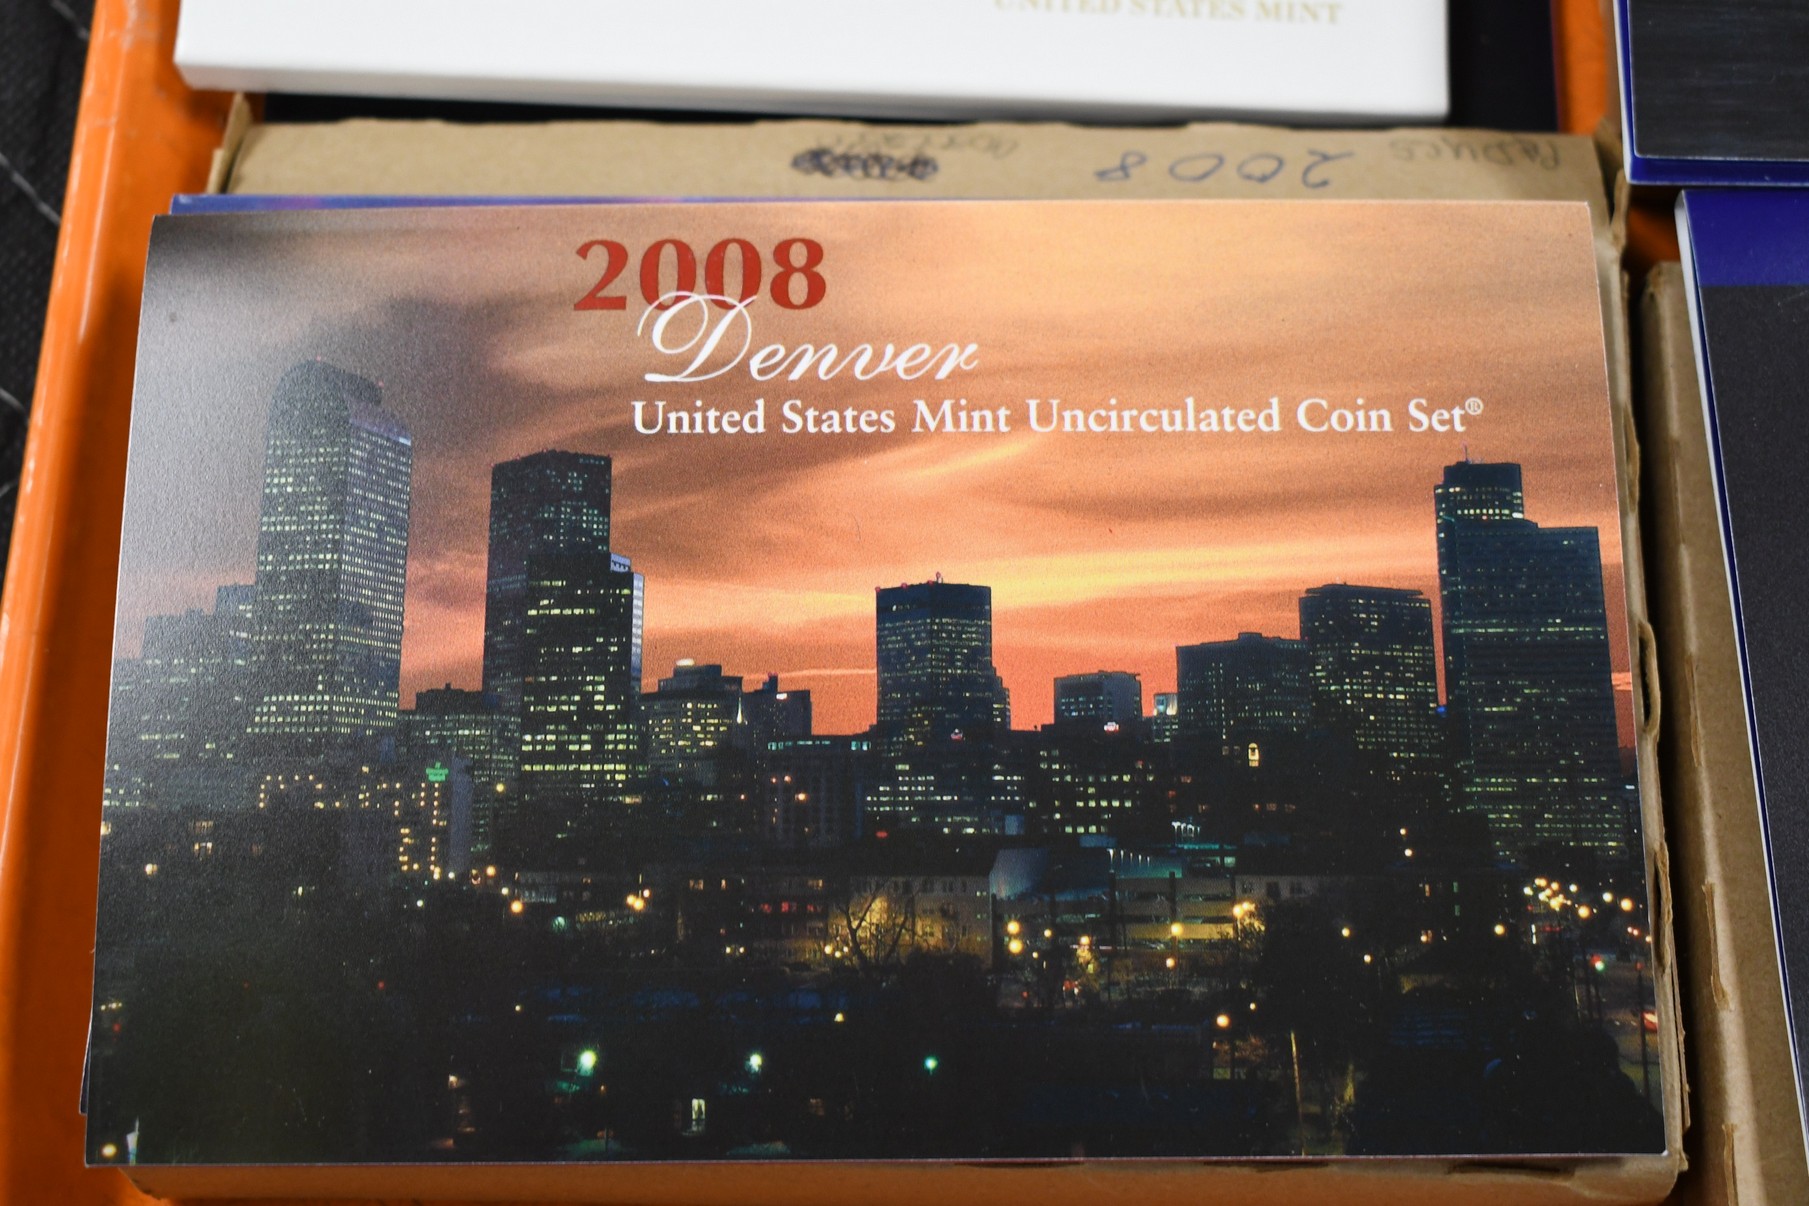 UNITED STATES MINT
2008
2008
Denver
United States Mint Uncirculated Coin Set®